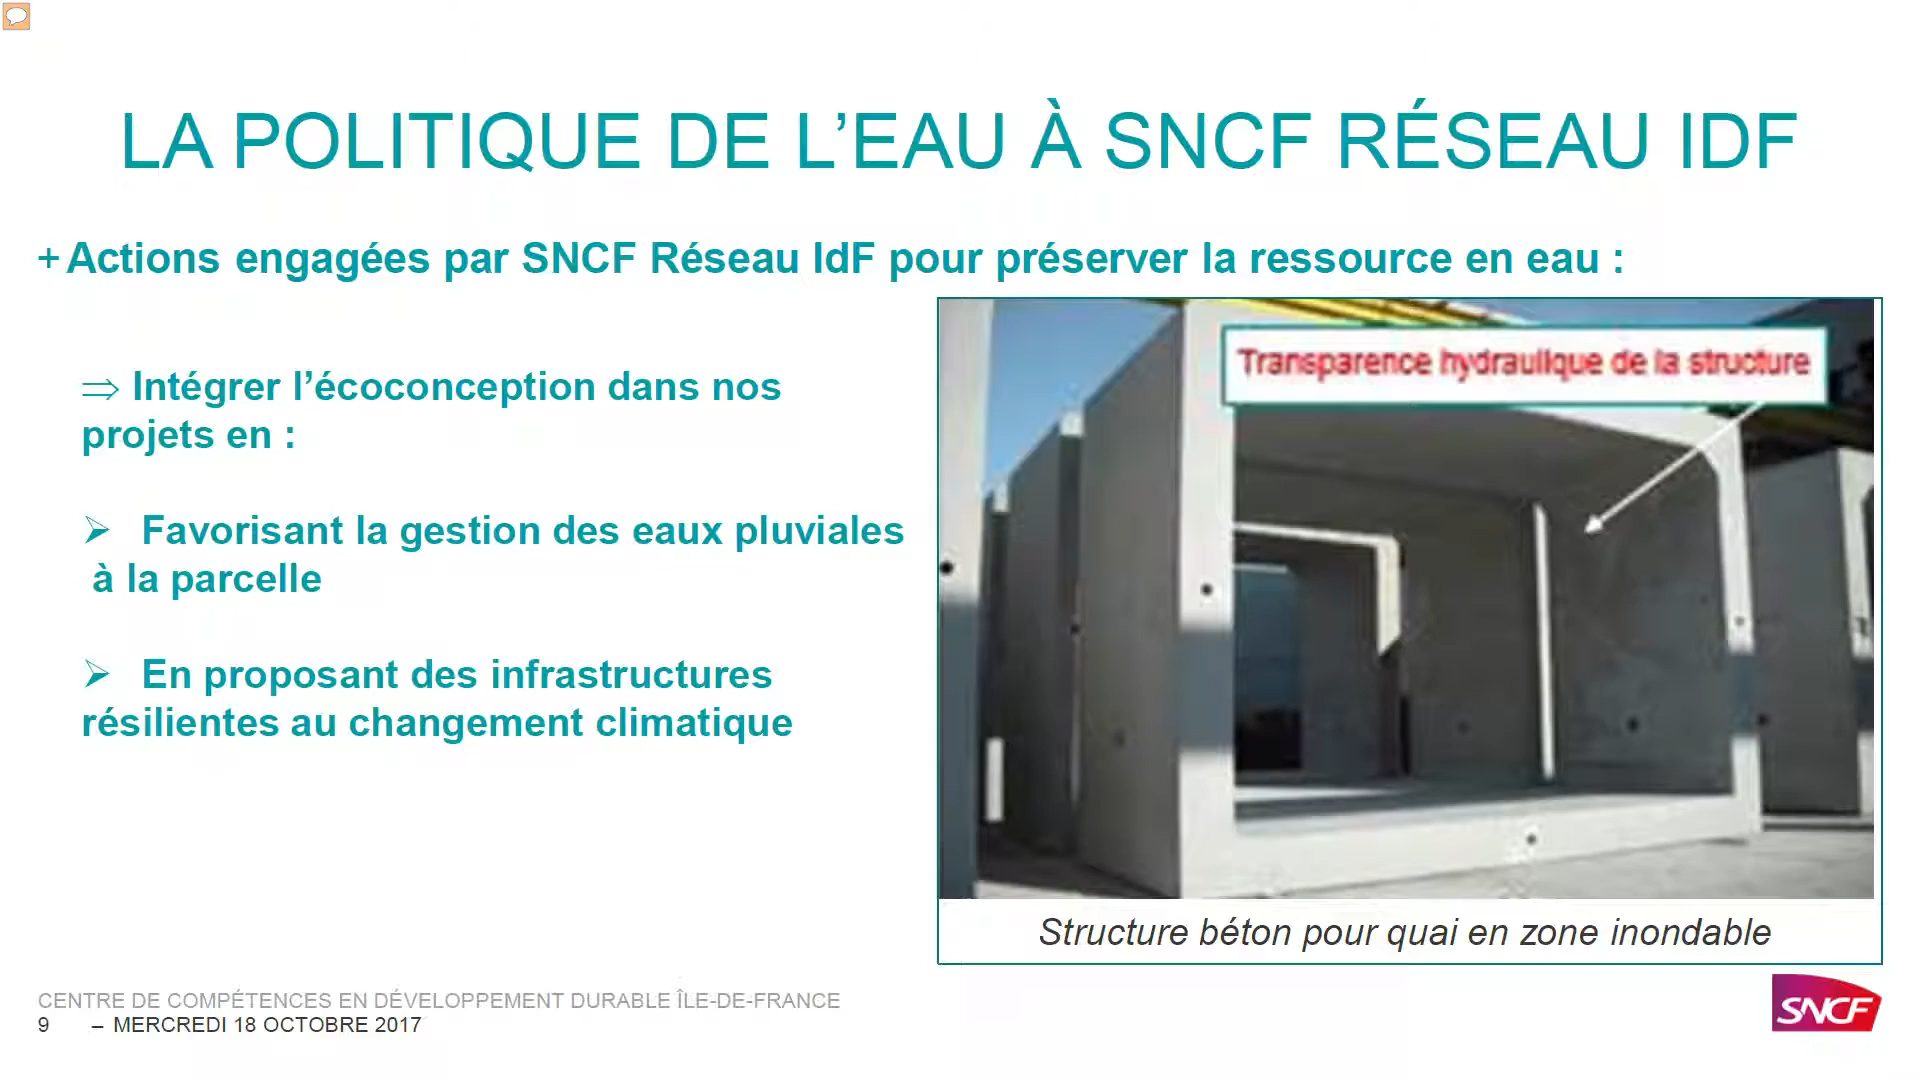 LA POLITIQUE DE L’EAU À SNCF RÉSEAU IDF
+ Actions engagées par SNCF Réseau IdF pour préserver la ressource en eau :
⇒ Intégrer l’écoconception dans nos
projets en :
➢ Favorisant la gestion des eaux pluviales
à la parcelle
➢ En proposant des infrastructures
résilientes au changement climatique
Transparence hydraulique de la structure
Structure béton pour quai en zone inondable
CENTRE DE COMPÉTENCES EN DÉVELOPPEMENT DURABLE ÎLE-DE-FRANCE
9 – MERCREDI 18 OCTOBRE 2017
SNCF